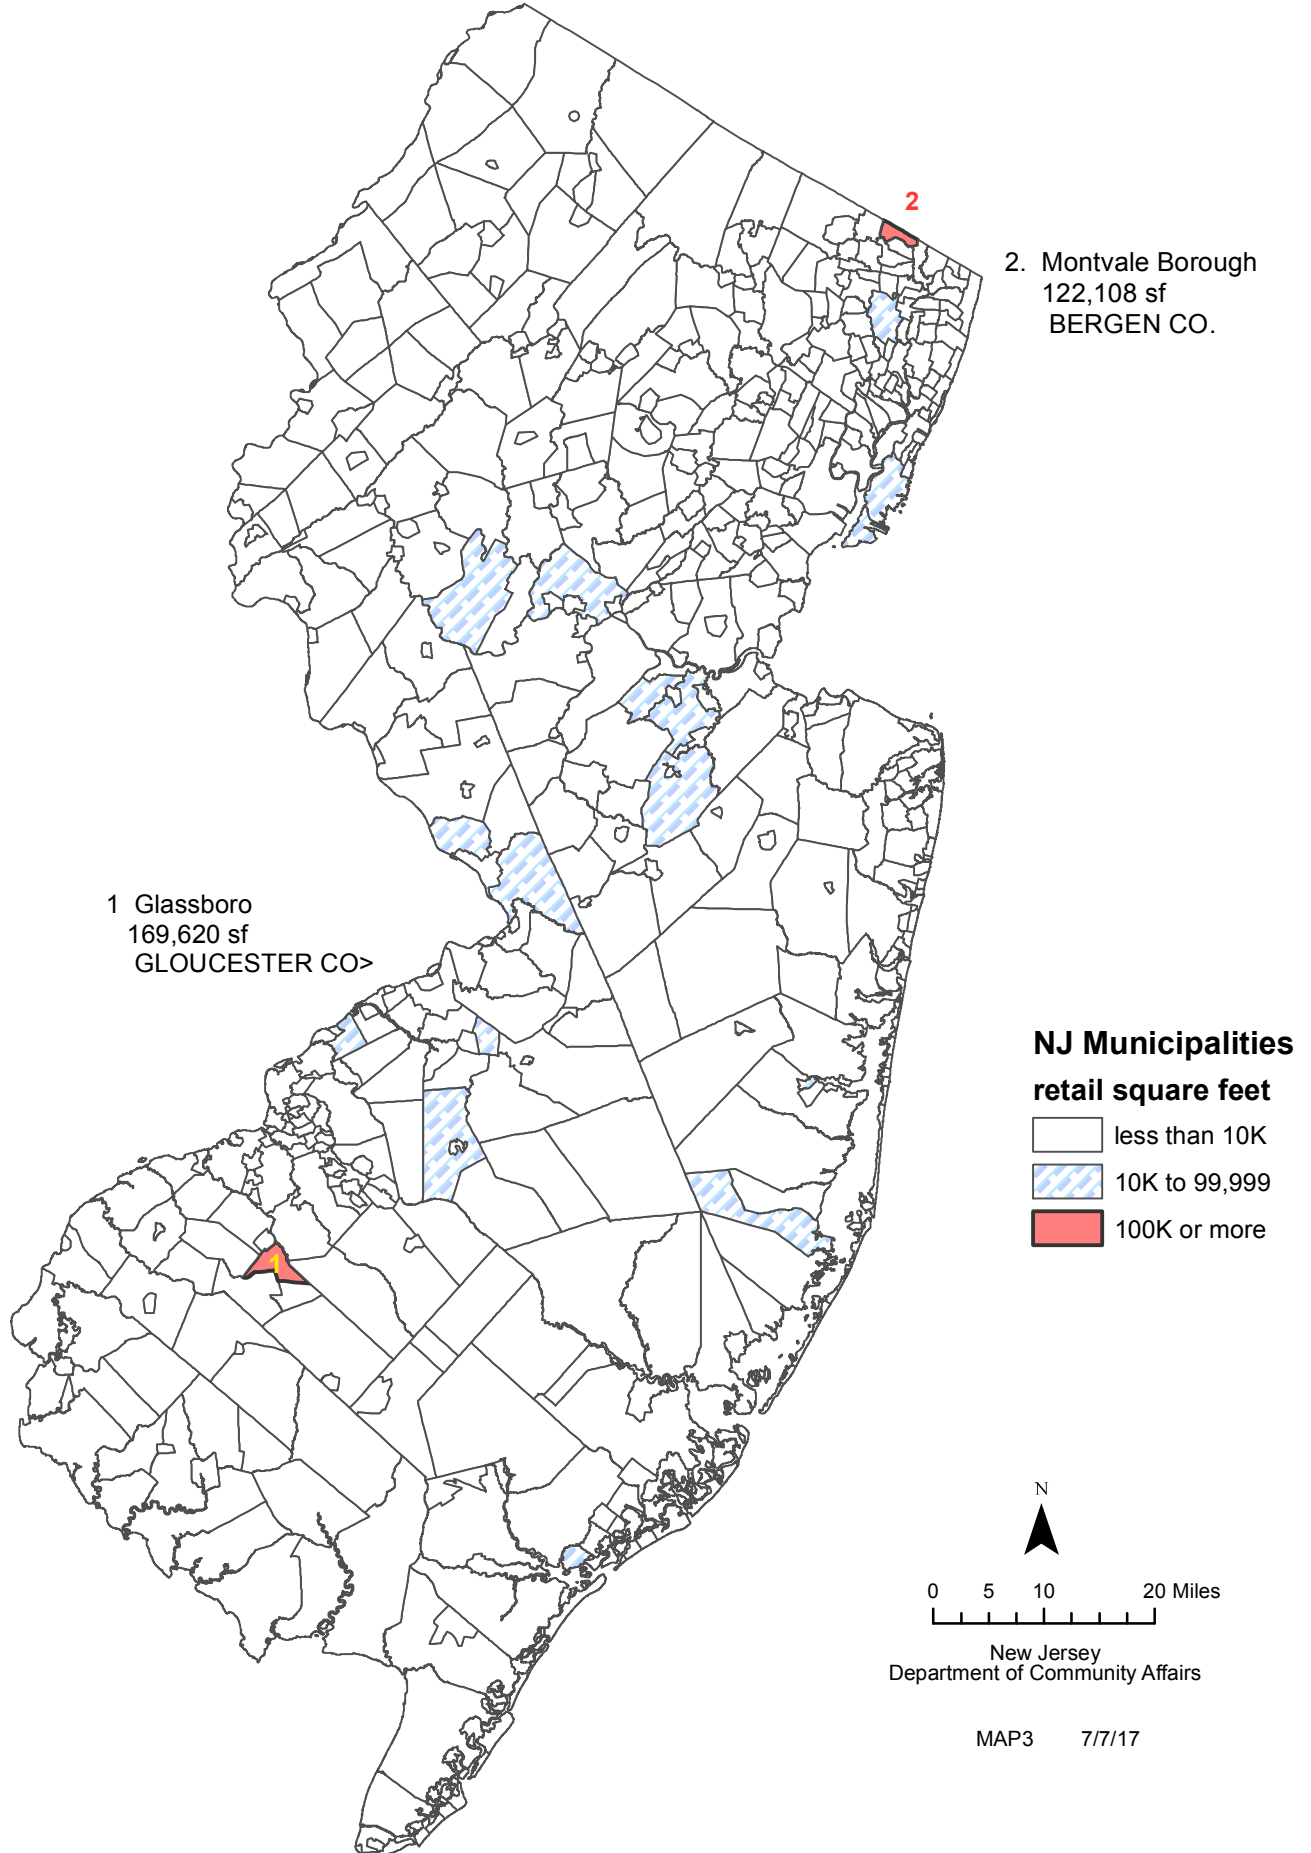 2
2. Montvale Borough
122,108 sf
BERGEN CO.
1 Glassboro
169,620 sf
GLOUCESTER CO>
NJ Municipalities
retail square feet
less than 10K
10K to 99,999
100K or more
1
N
0 5 10 20 Miles
New Jersey
Department of Community Affairs
MAP3 7/7/17